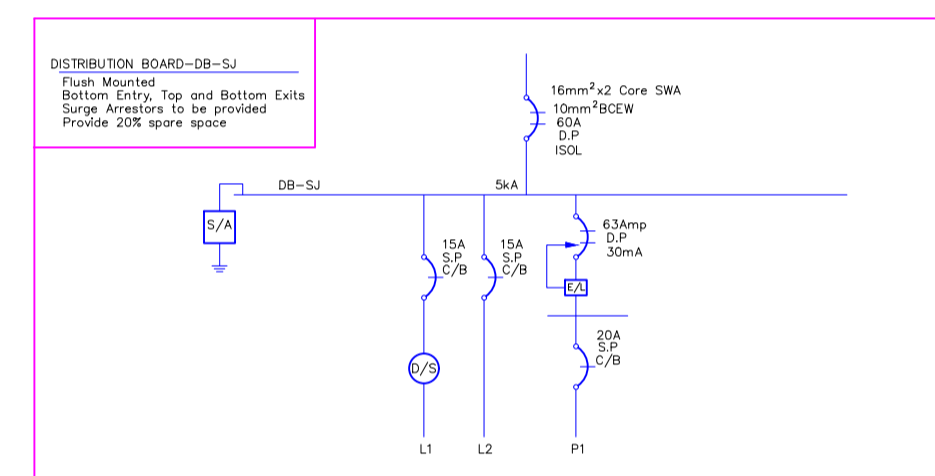 DISTRIBUTION BOARD-DB-SJ
Flush Mounted
Bottom Entry, Top and Bottom Exits
Surge Arrestors to be provided
Provide 20% spare space
16mm²x2 Core SWA
10mm²BCEW
60A
D.P
ISOL
DB-SJ
5kA
S/A
15A
S.P
C/B
15A
S.P
C/B
63Amp
D.P
30mA
E/L
20A
S.P
C/B
D/S
L1
L2
P1